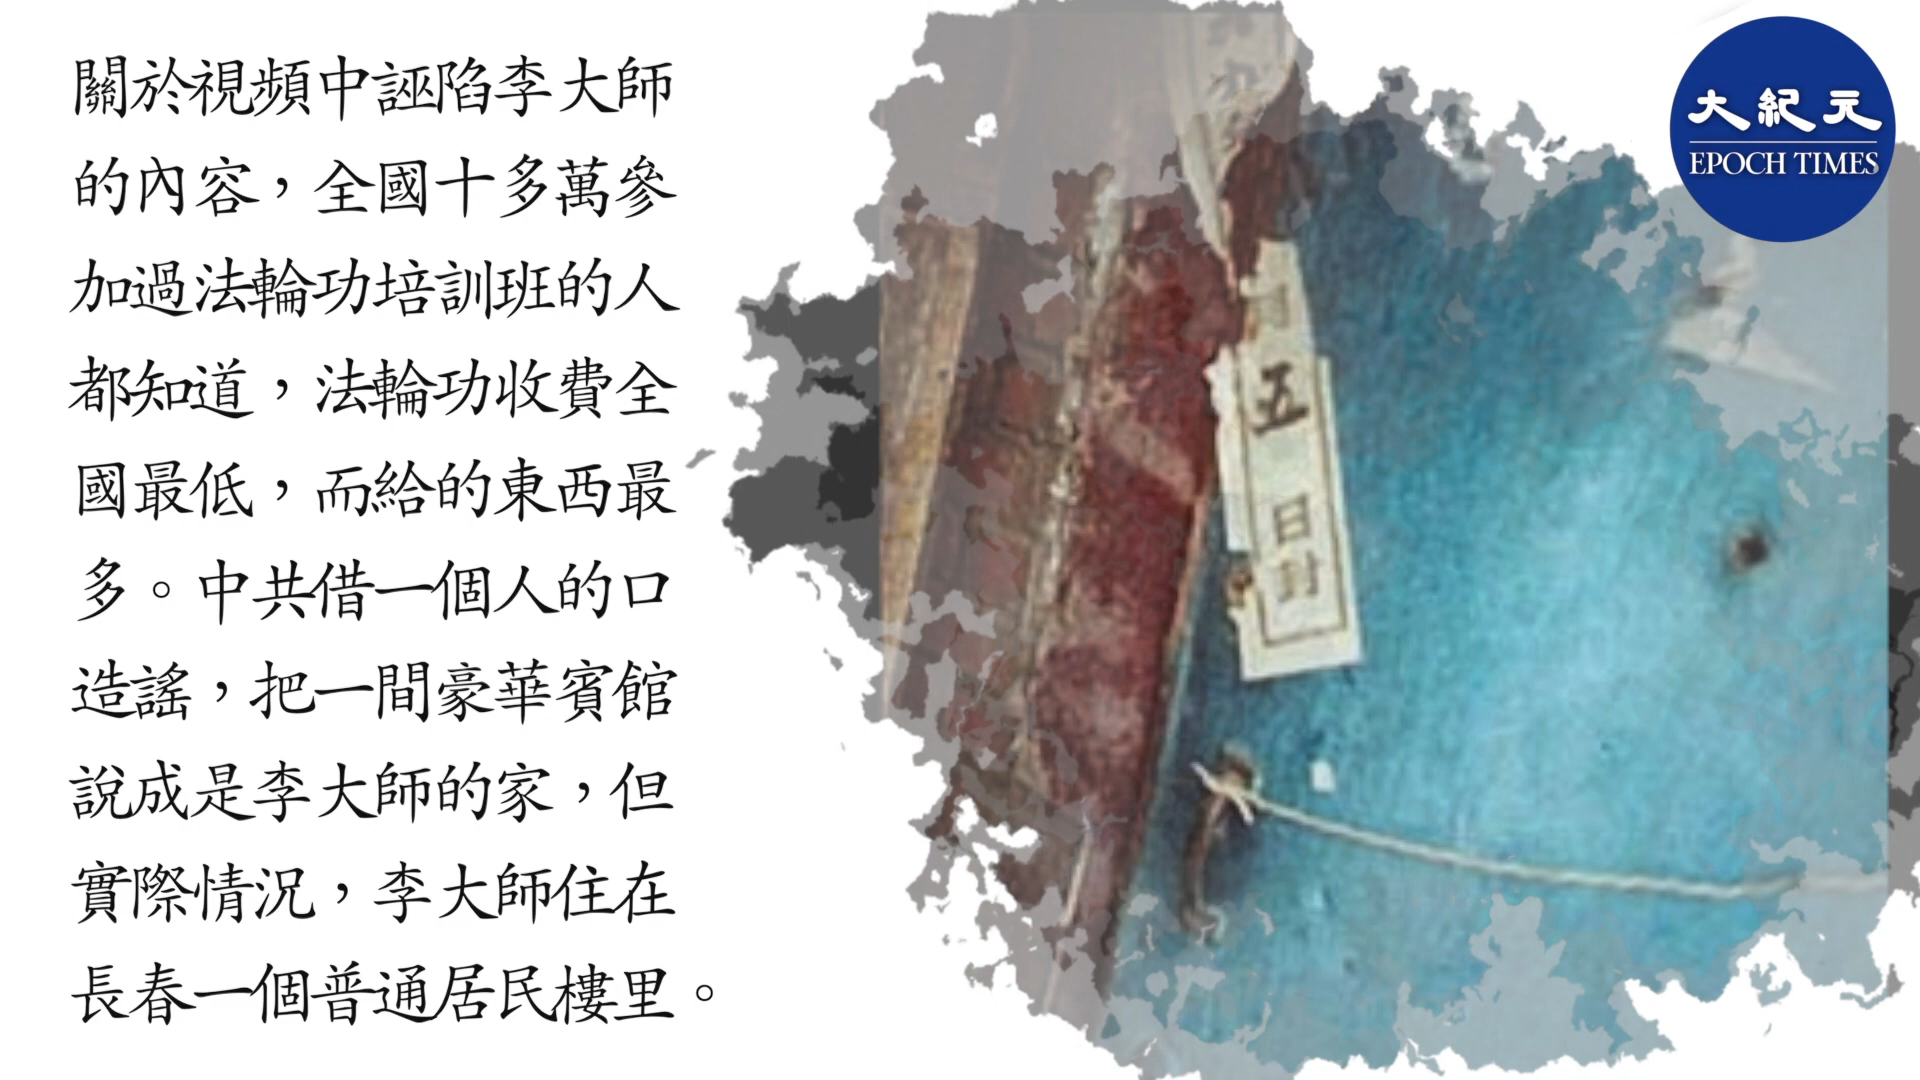 關於視頻中誣陷李大師
的內容，全國十多萬參
加過法輪功培訓班的人
都知道，法輪功收費全
國最低，而給的東西最
多。中共借一個人的口
造謠，把一間豪華賓館
說成是李大師的家，但
實際情況，李大師住在
長春一個普通居民樓里。
大紀元
EPOCH TIMES
五
日